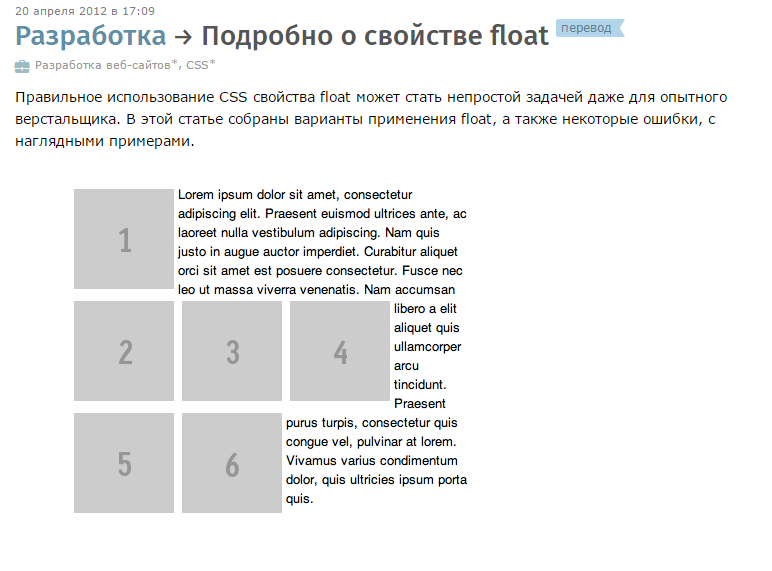 20 апреля 2012 в 17:09
Разработка → Подробно о свойстве float перевод
Разработка веб-сайтов*, CSS*
Правильное использование CSS свойства float может стать непростой задачей даже для опытного
верстальщика. В этой статье собраны варианты применения float, а также некоторые ошибки, с
наглядными примерами.
1
Lorem ipsum dolor sit amet, consectetur
adipiscing elit. Praesent euismod ultrices ante, ac
laoreet nulla vestibulum adipiscing. Nam quis
justo in augue auctor imperdiet. Curabitur aliquet
orci sit amet est posuere consectetur. Fusce nec
leo ut massa viverra venenatis. Nam accumsan
2 3 4
libero a elit
aliquet quis
ullamcorper
arcu
tincidunt.
Praesent
5 6
purus turpis, consectetur quis
congue vel, pulvinar at lorem.
Vivamus varius condimentum
dolor, quis ultricies ipsum porta
quis.